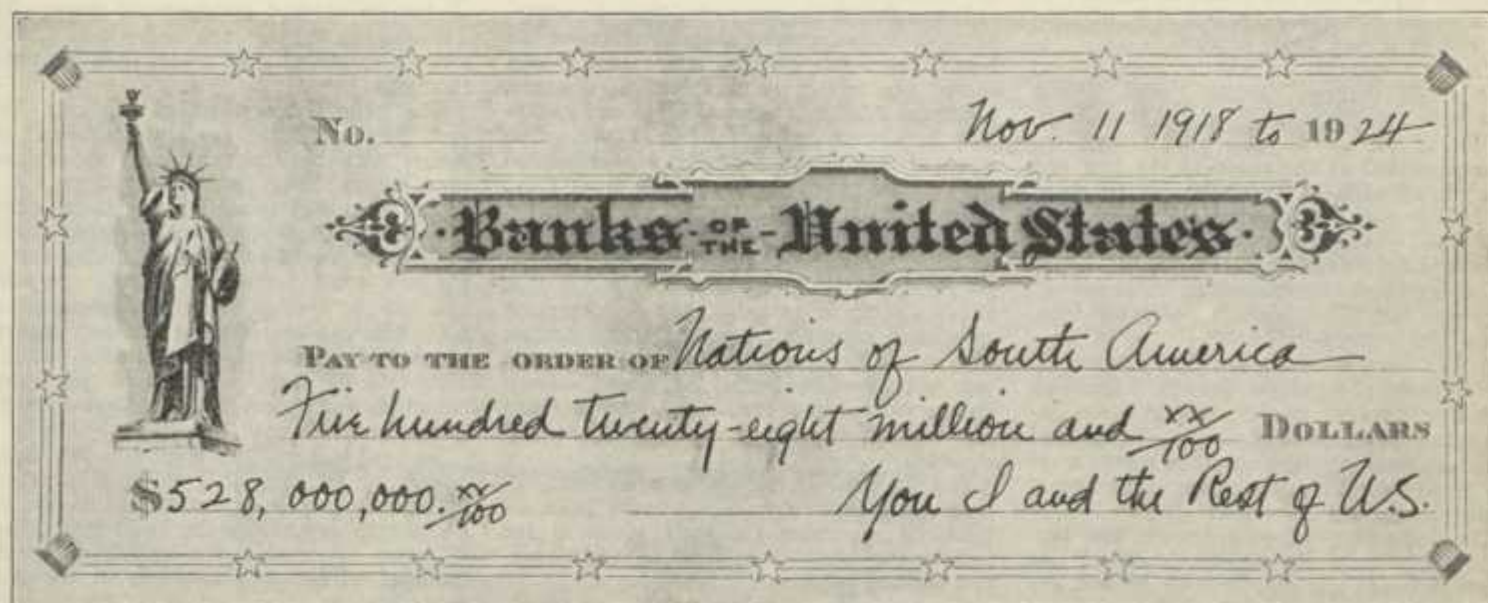 No. Nov. 11 1918 to 1924
Banks OF THE United States
PAY TO THE ORDER OF Nations of South America
Five hundred twenty-eight million and xx/100 DOLLARS
$528,000,000.xx/100 You I and the Rest of U.S.